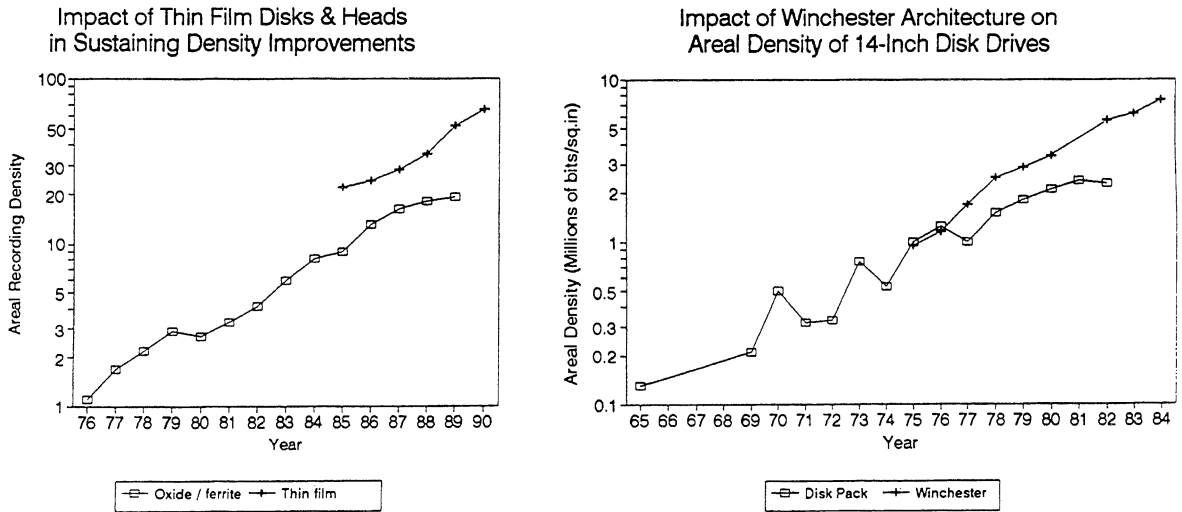 Impact of Thin Film Disks & Heads
in Sustaining Density Improvements
Areal Recording Density
100
50
30
20
10
5
3
2
1
76 77 78 79 80 81 82 83 84 85 86 87 88 89 90
Year
Oxide / ferrite Thin film
Impact of Winchester Architecture on
Areal Density of 14-Inch Disk Drives
Areal Density (Millions of bits/sq.in)
10
5
3
2
1
0.5
0.3
0.2
0.1
65 66 67 68 69 70 71 72 73 74 75 76 77 78 79 80 81 82 83 84
Year
Disk Pack Winchester